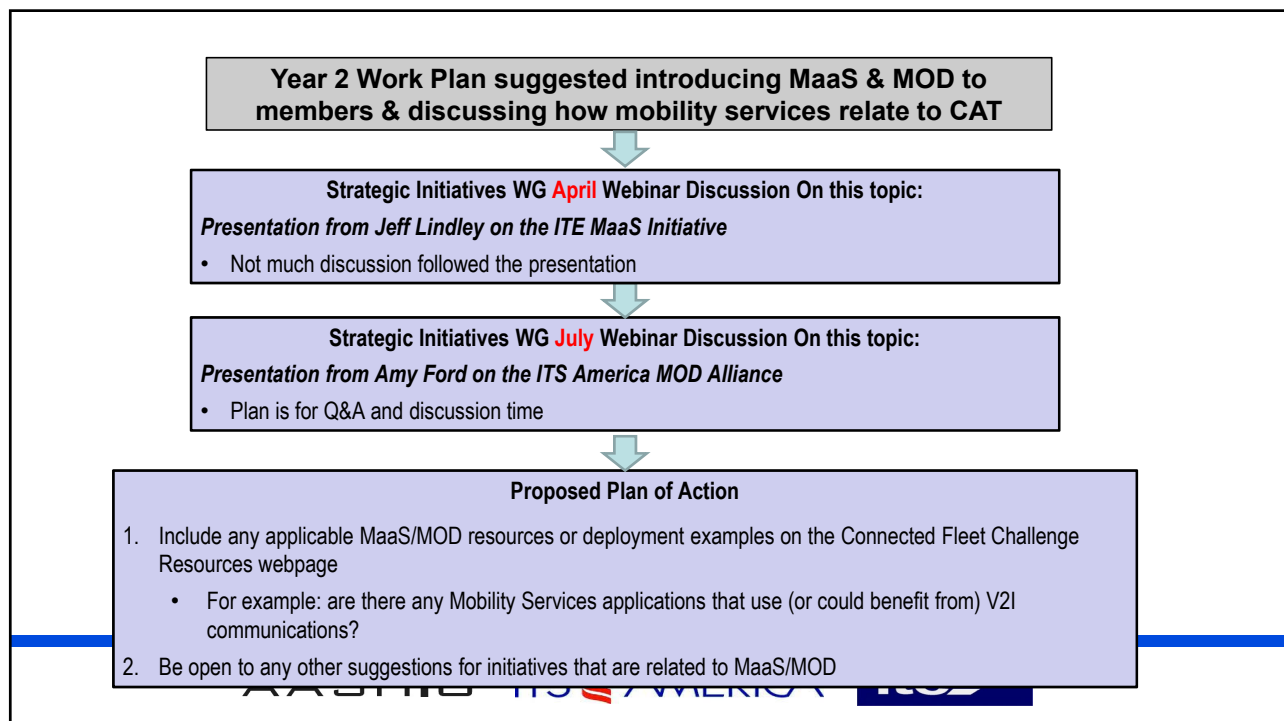 Year 2 Work Plan suggested introducing MaaS & MOD to
members & discussing how mobility services relate to CAT
Strategic Initiatives WG April Webinar Discussion On this topic:
Presentation from Jeff Lindley on the ITE MaaS Initiative
• Not much discussion followed the presentation
Strategic Initiatives WG July Webinar Discussion On this topic:
Presentation from Amy Ford on the ITS America MOD Alliance
• Plan is for Q&A and discussion time
Proposed Plan of Action
1. Include any applicable MaaS/MOD resources or deployment examples on the Connected Fleet Challenge
Resources webpage
• For example: are there any Mobility Services applications that use (or could benefit from) V2I
communications?
2. Be open to any other suggestions for initiatives that are related to MaaS/MOD
ITS AMERICA